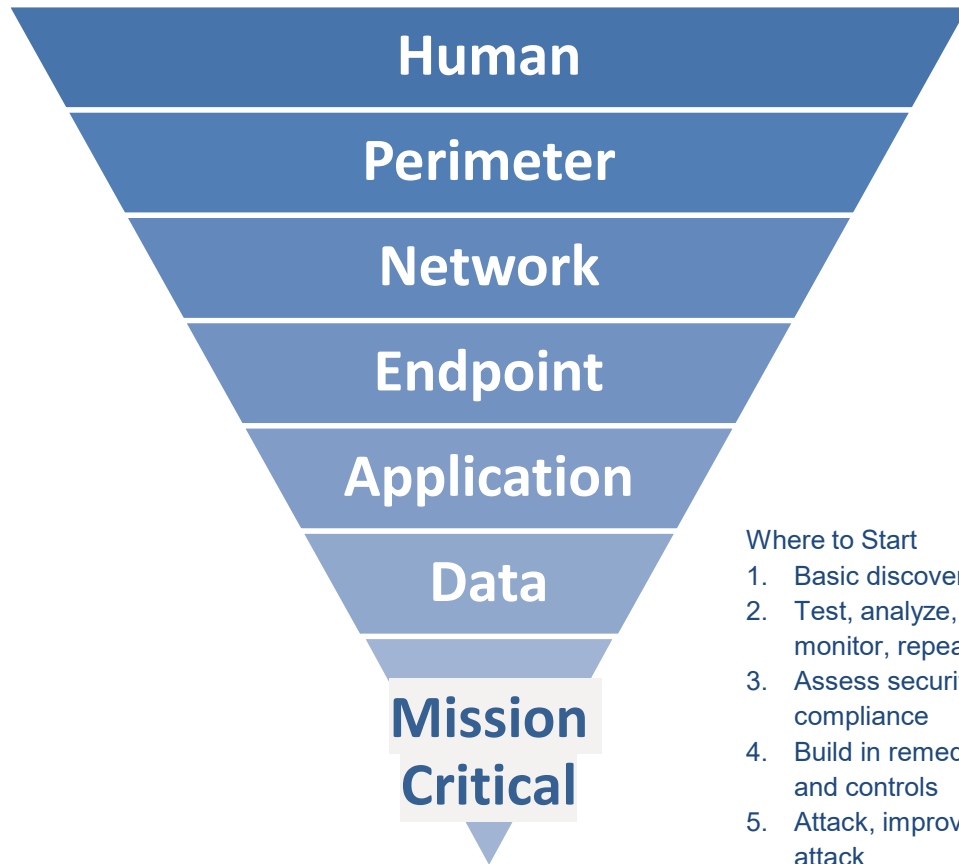 Human
Perimeter
Network
Endpoint
Application
Data
Mission
Critical
Where to Start
1. Basic
2. Test, analyze,
monitor,
3. Assess
compliance
4. Build in
and controls
5. Attack,
attack